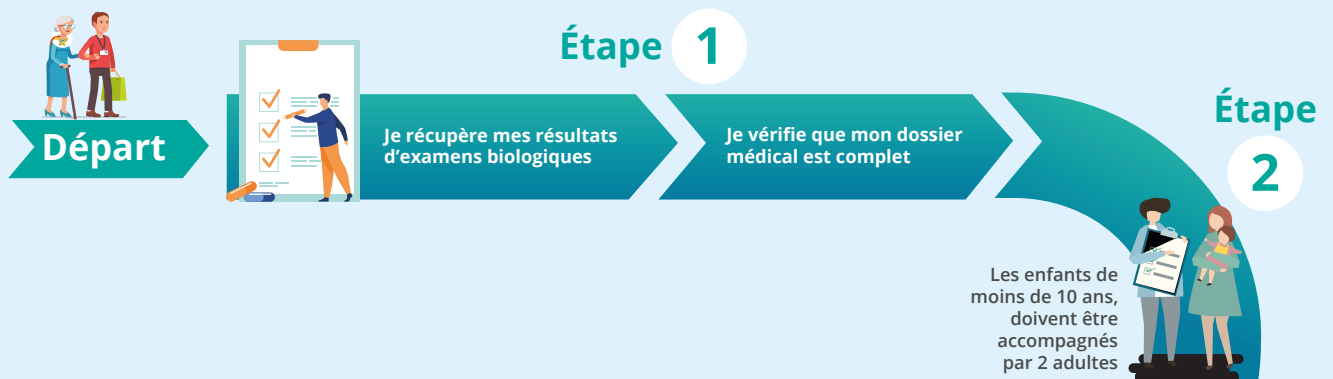 Étape 1
Départ
Je récupère mes résultats
d'examens biologiques
Je vérifie que mon dossier
médical est complet
Étape
2
Les enfants de
moins de 10 ans,
doivent être
accompagnés
par 2 adultes